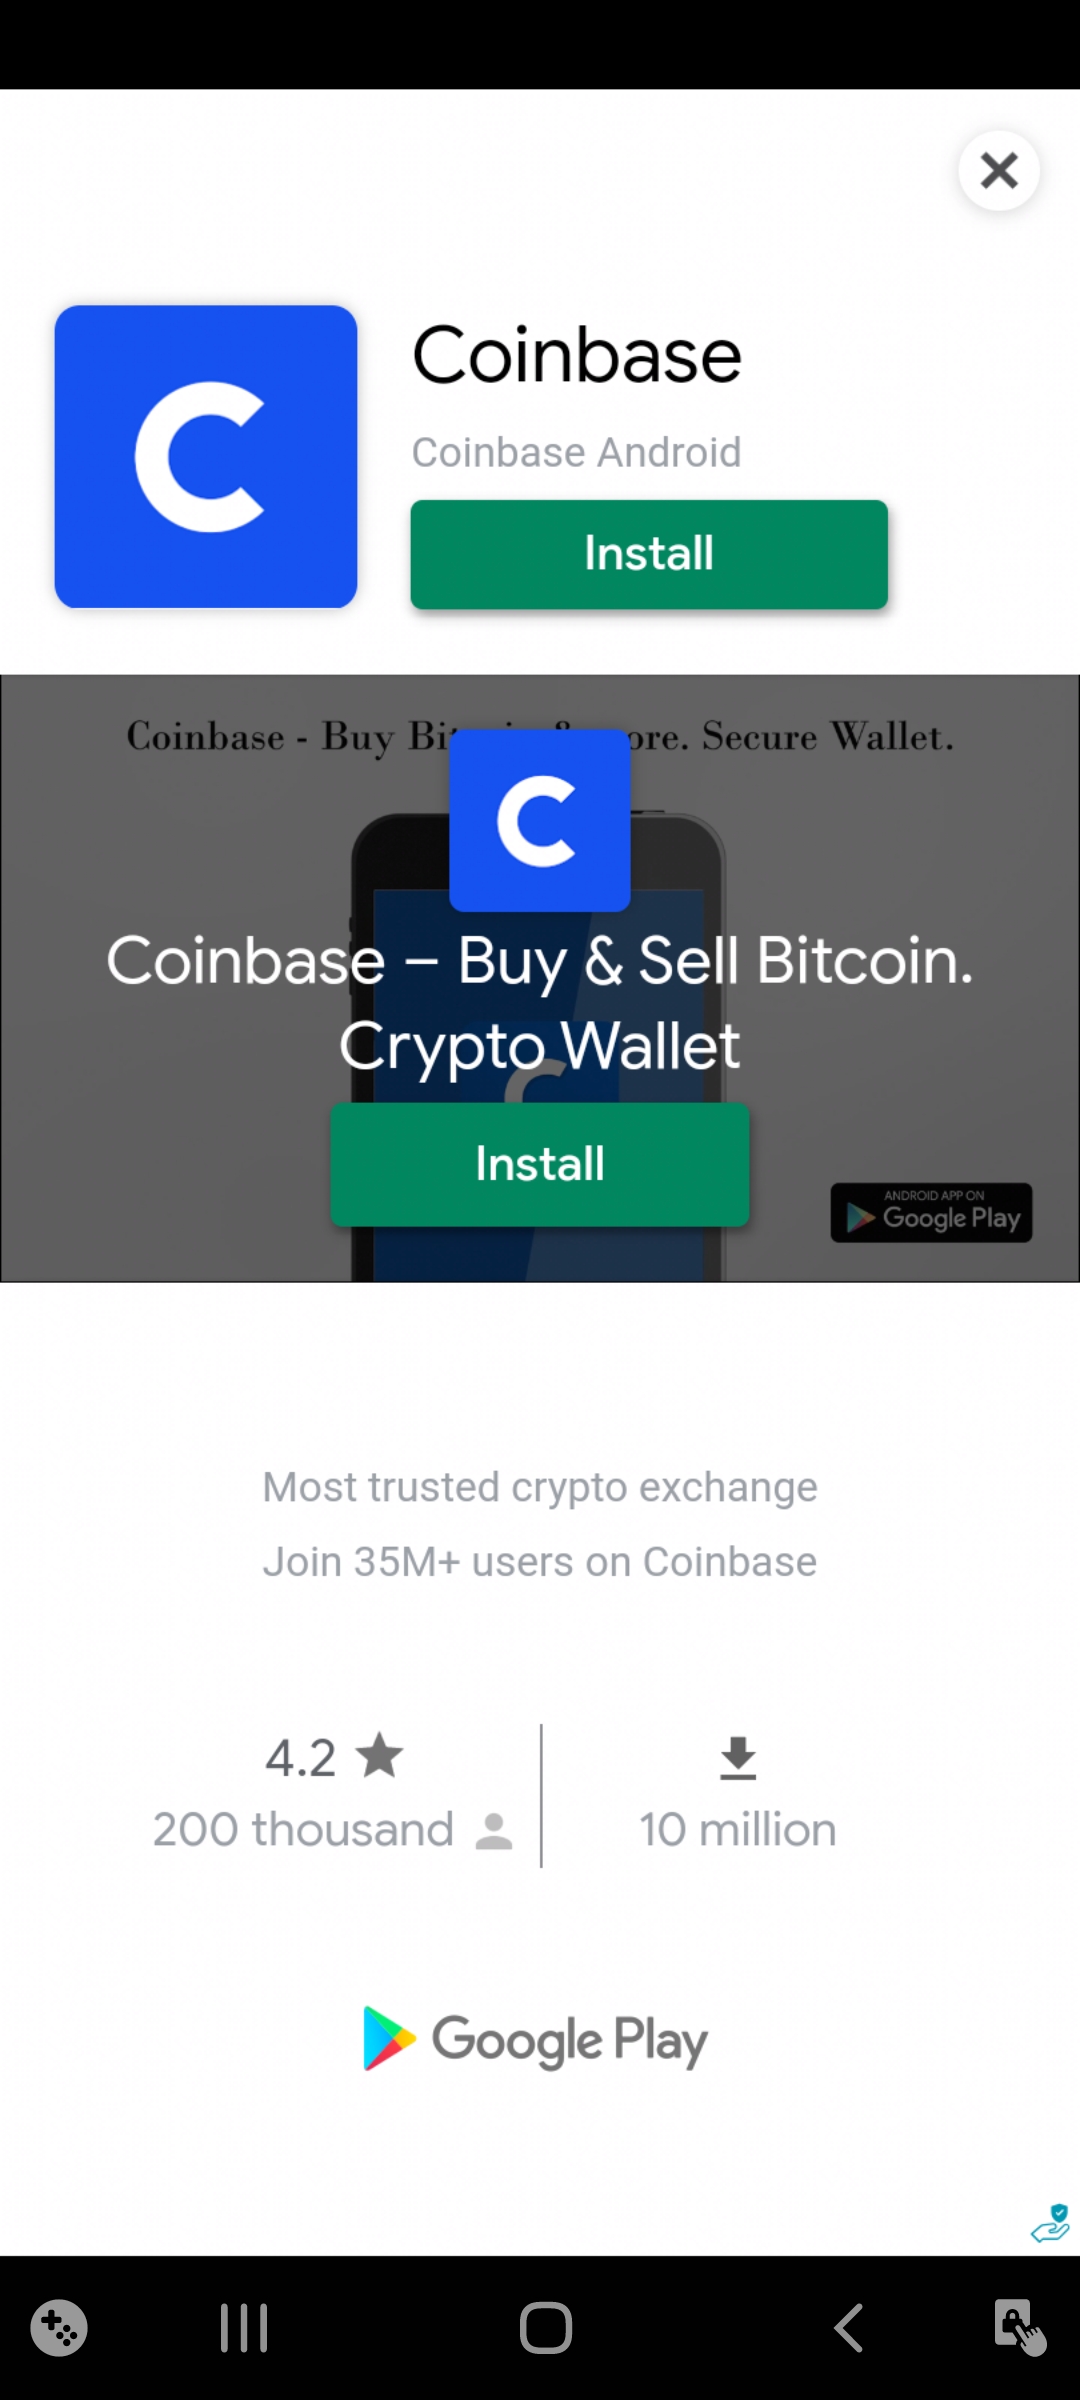 Coinbase
Coinbase Android
Install
Coinbase - Buy ore. Secure Wallet.
Coinbase – Buy & Sell Bitcoin.
Crypto Wallet
Install
ANDROID APP ON
Google Play
Most trusted crypto exchange
Join 35M+ users on Coinbase
4.2
200 thousand
10 million
Google Play